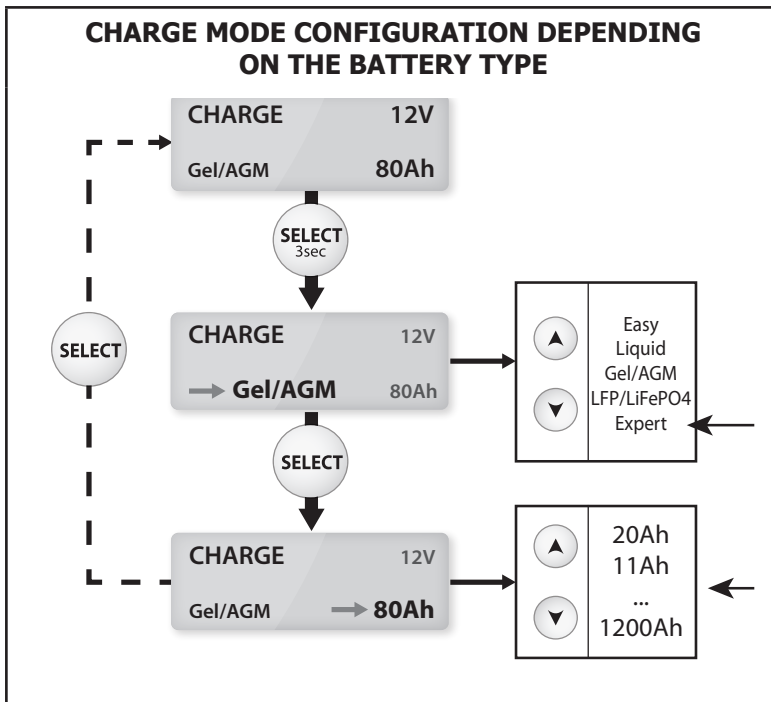 CHARGE MODE CONFIGURATION DEPENDING
ON THE BATTERY TYPE
CHARGE 12V
Gel/AGM 80Ah
SELECT
3sec
SELECT
CHARGE 12V
Gel/AGM 80Ah
Easy
Liquid
Gel/AGM
LFP/LiFePO4
Expert
SELECT
CHARGE 12V
Gel/AGM 80Ah
20Ah
11Ah
...
1200Ah